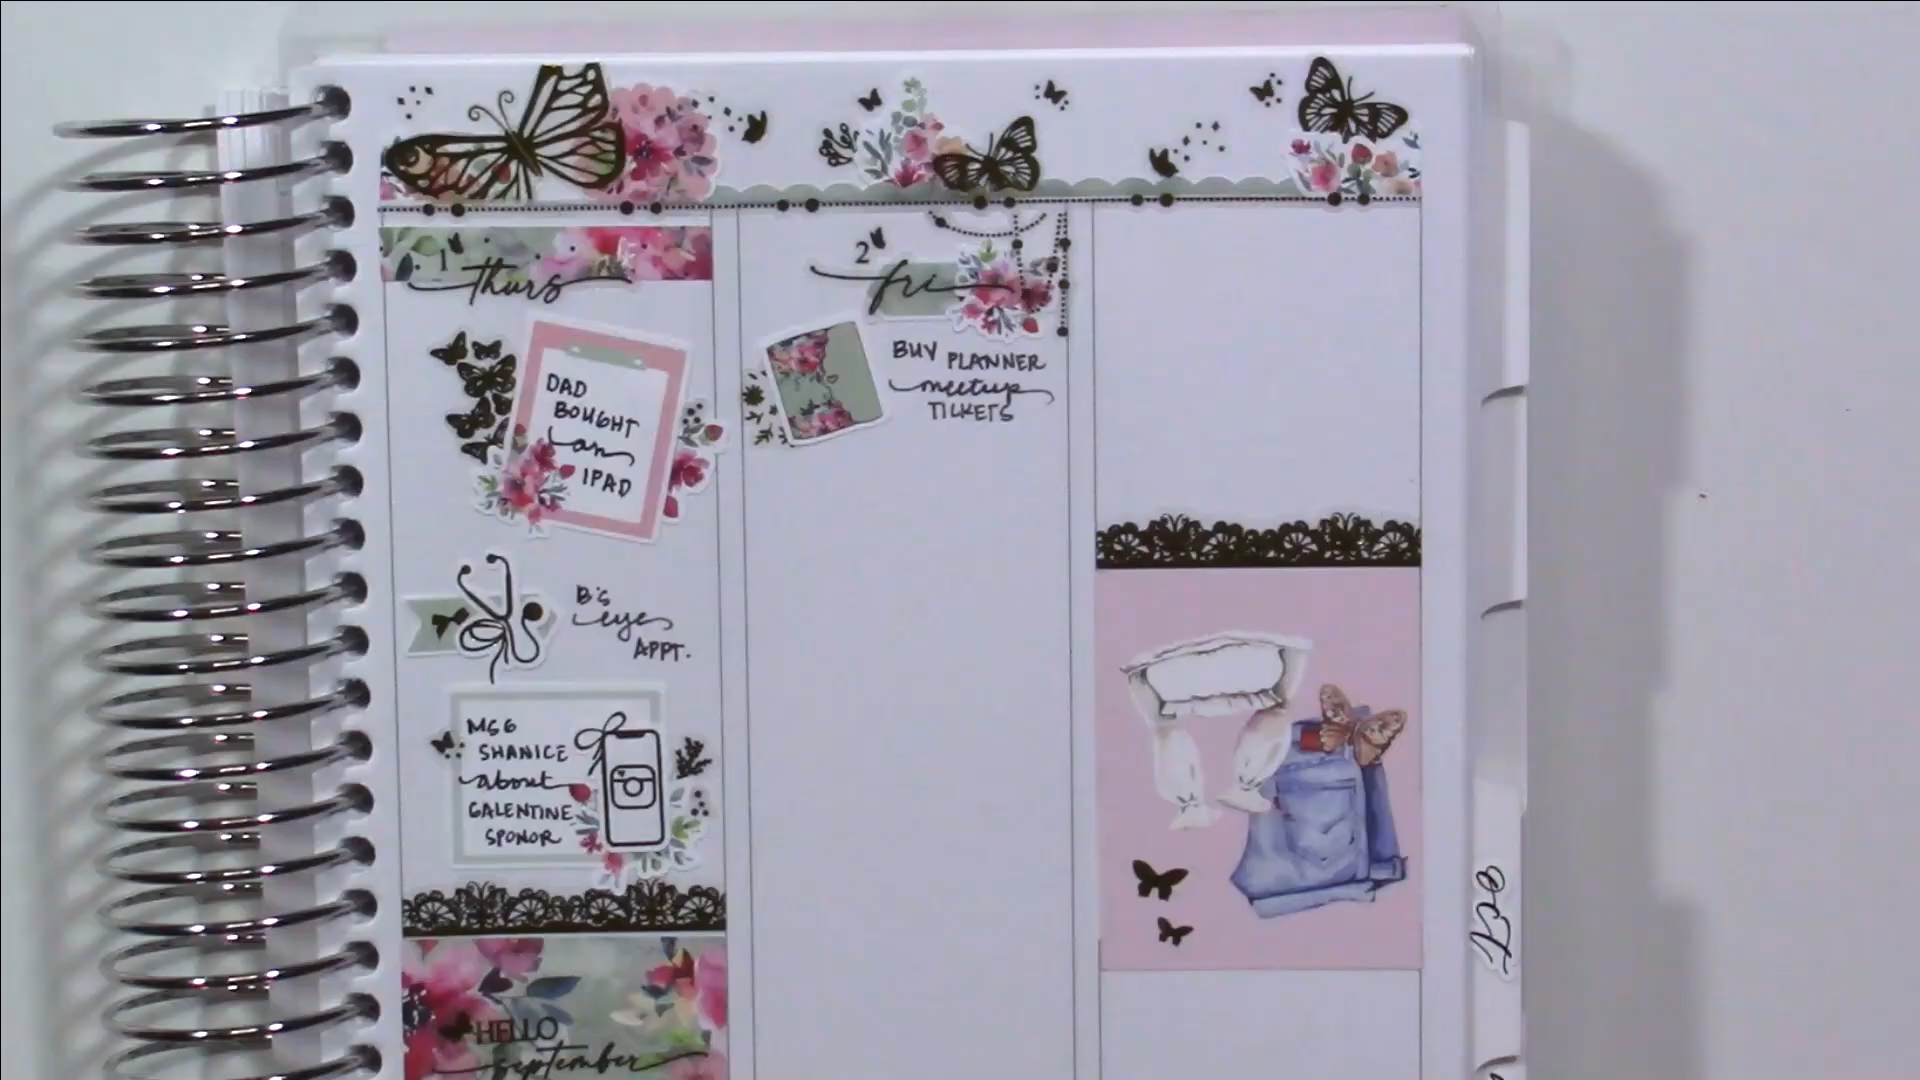 1
thurs
DAD
BOUGHT
an
IPAD
B's
eye
APPT.
MSG
SHANICE
about
GALENTINE
SPONOR
HELLO
september
2
fri
BUY PLANNER
meetup
TICKETS
oct